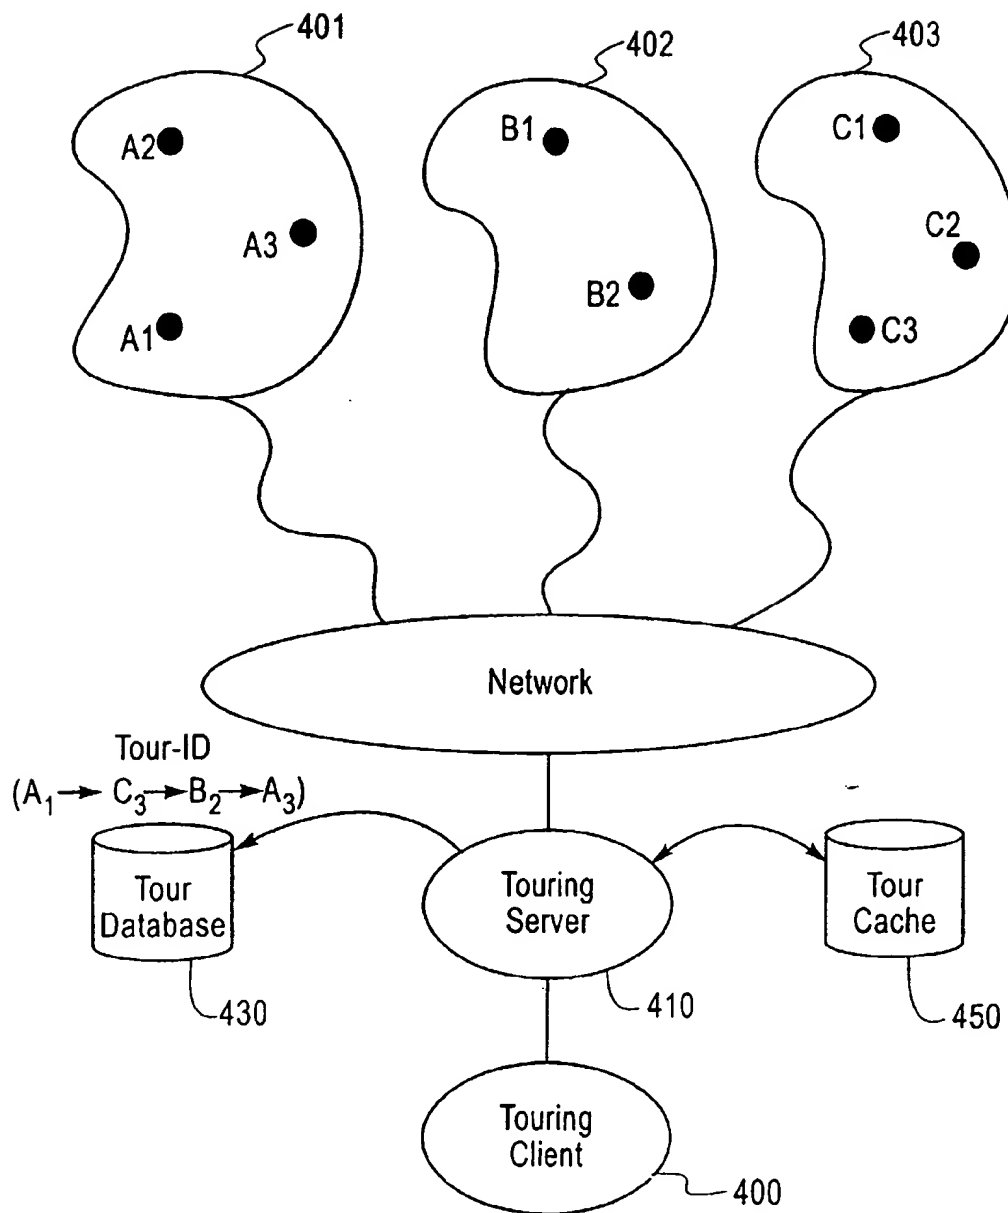 401
402
403
A2
B1
C1
A3
C2
B2
A1
C3
Network
Tour-ID
(A₁→ C₃→B₂→A₃)
Tour
Database
Touring
Server
Tour
Cache
430
410
450
Touring
Client
400